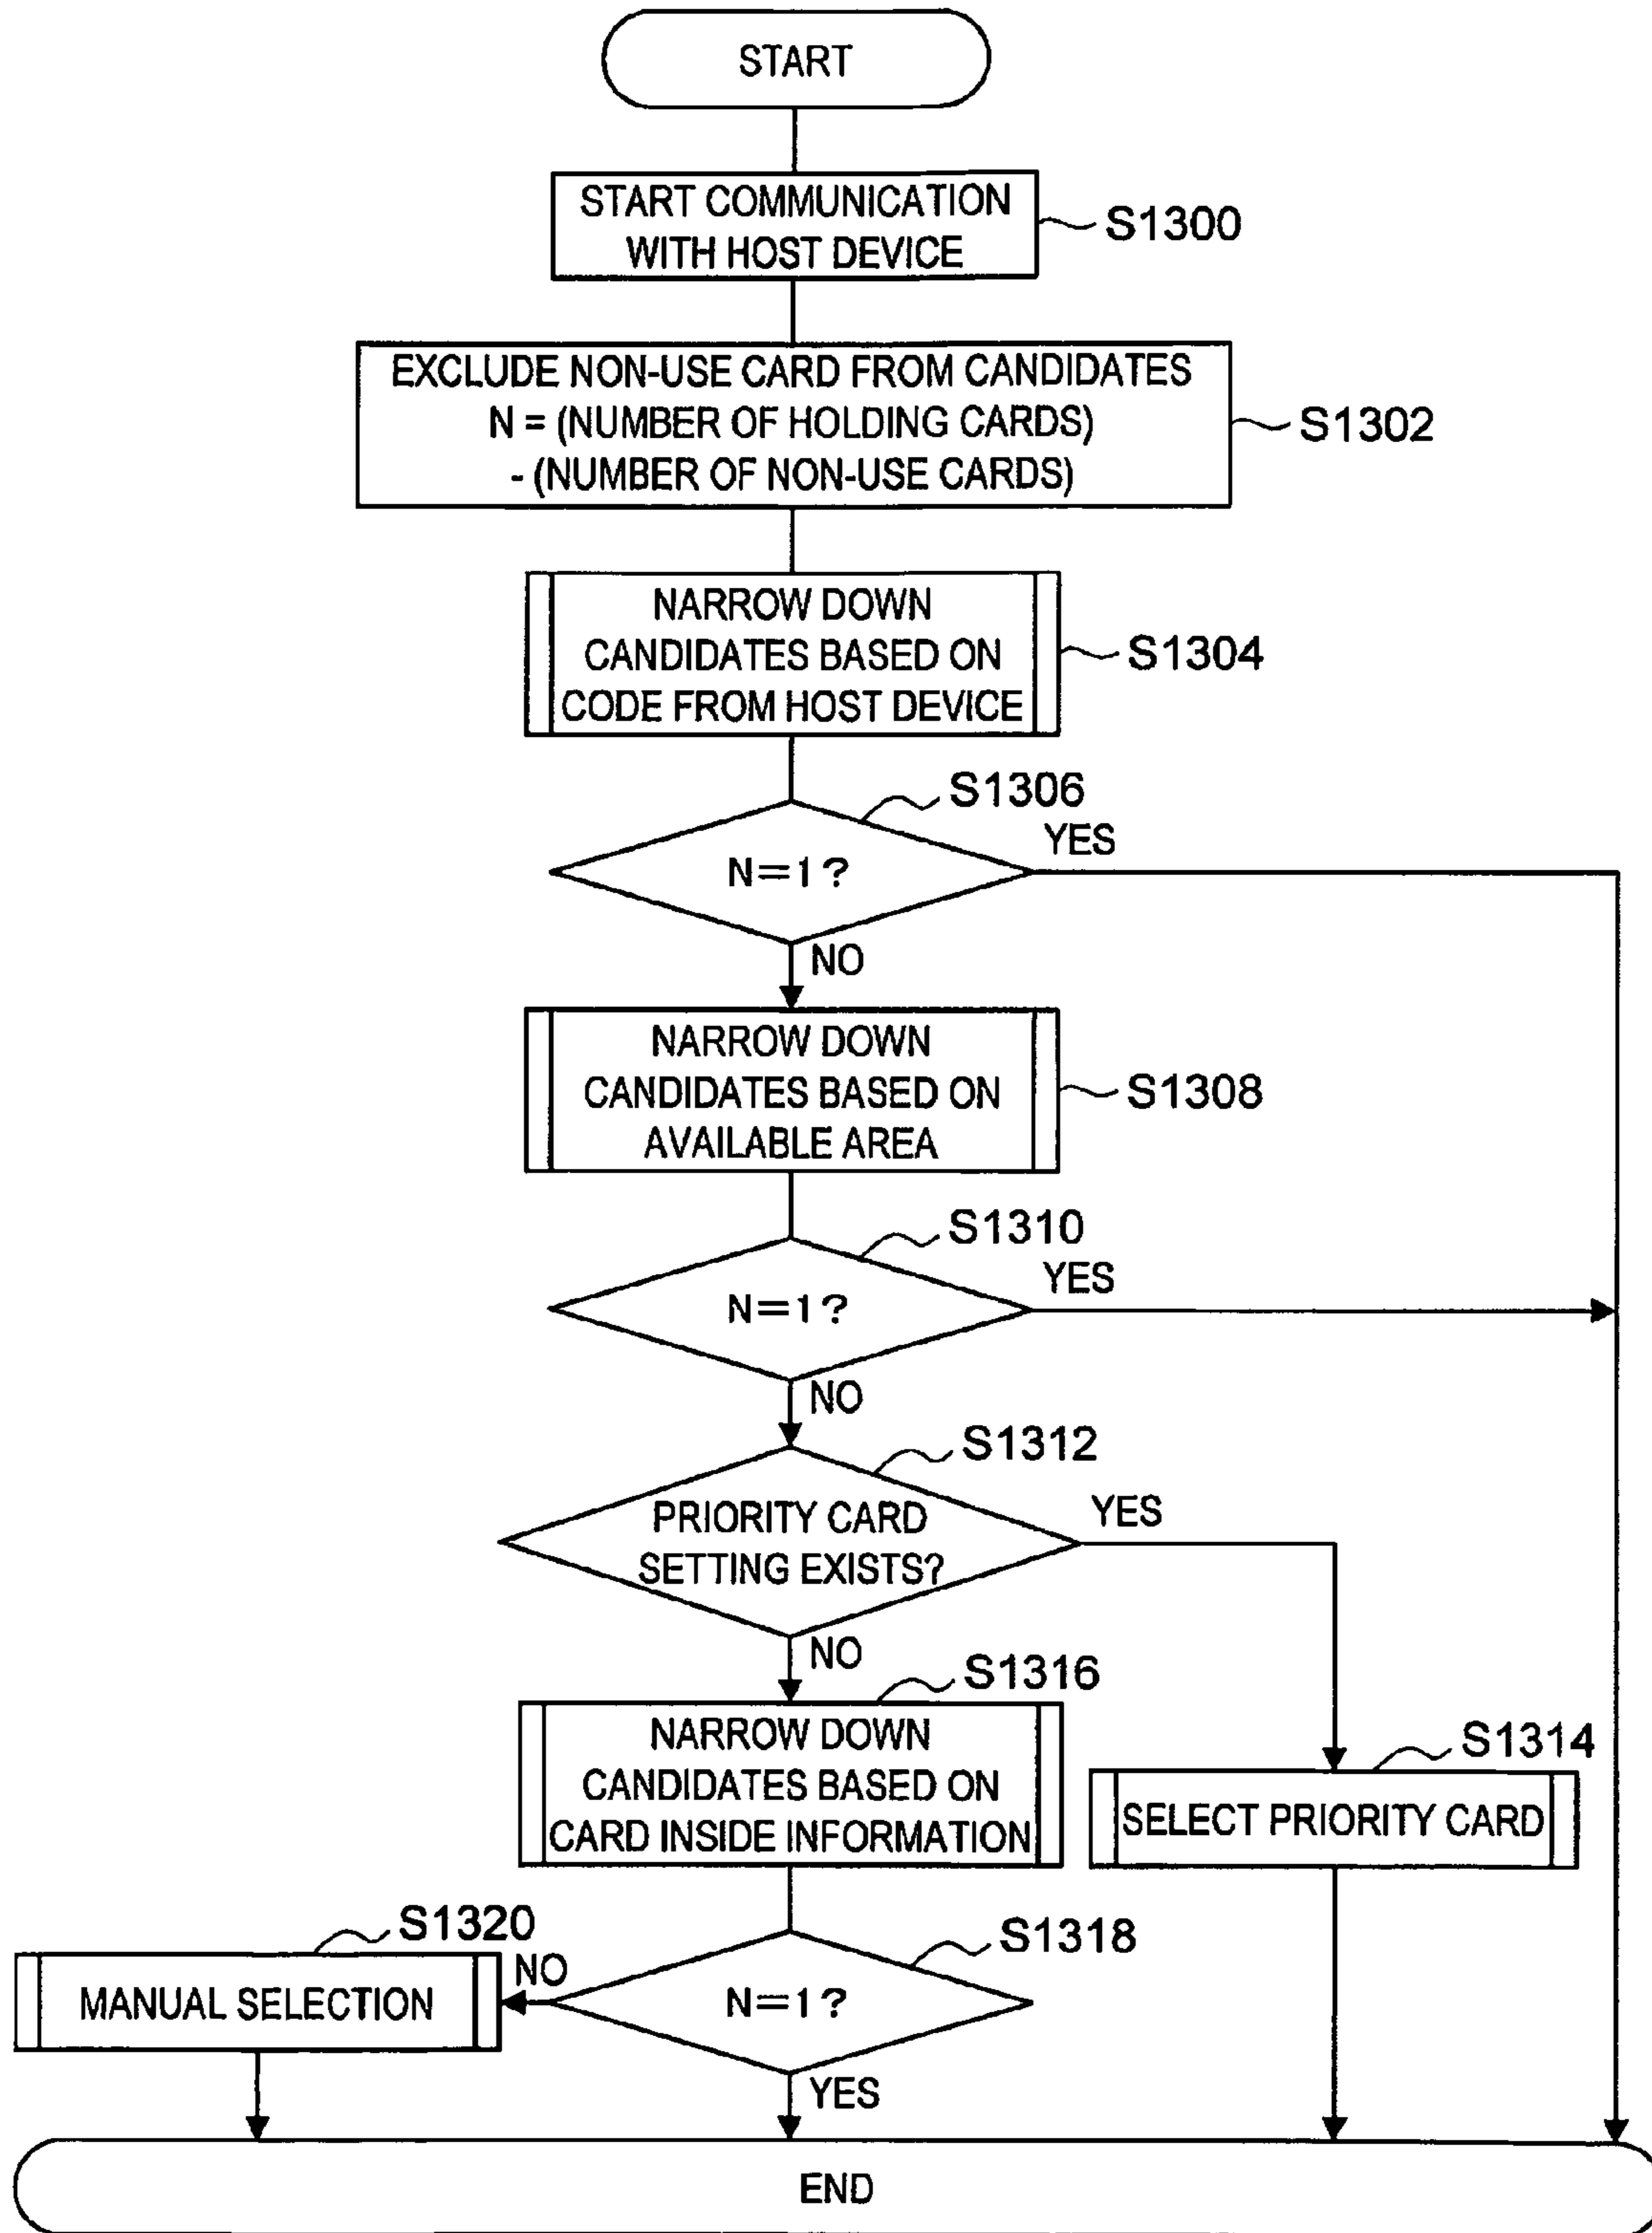 START
START COMMUNICATION
WITH HOST DEVICE
S1300
EXCLUDE NON-USE CARD FROM CANDIDATES
N = (NUMBER OF HOLDING CARDS)
- (NUMBER OF NON-USE CARDS)
S1302
NARROW DOWN
CANDIDATES BASED ON
CODE FROM HOST DEVICE
S1304
S1306
N=1?
YES
NO
NARROW DOWN
CANDIDATES BASED ON
AVAILABLE AREA
S1308
S1310
N=1?
YES
NO
S1312
PRIORITY CARD
SETTING EXISTS?
YES
NO
S1316
NARROW DOWN
CANDIDATES BASED ON
CARD INSIDE INFORMATION
S1314
SELECT PRIORITY CARD
S1320
MANUAL SELECTION
NO
S1318
N=1?
YES
END